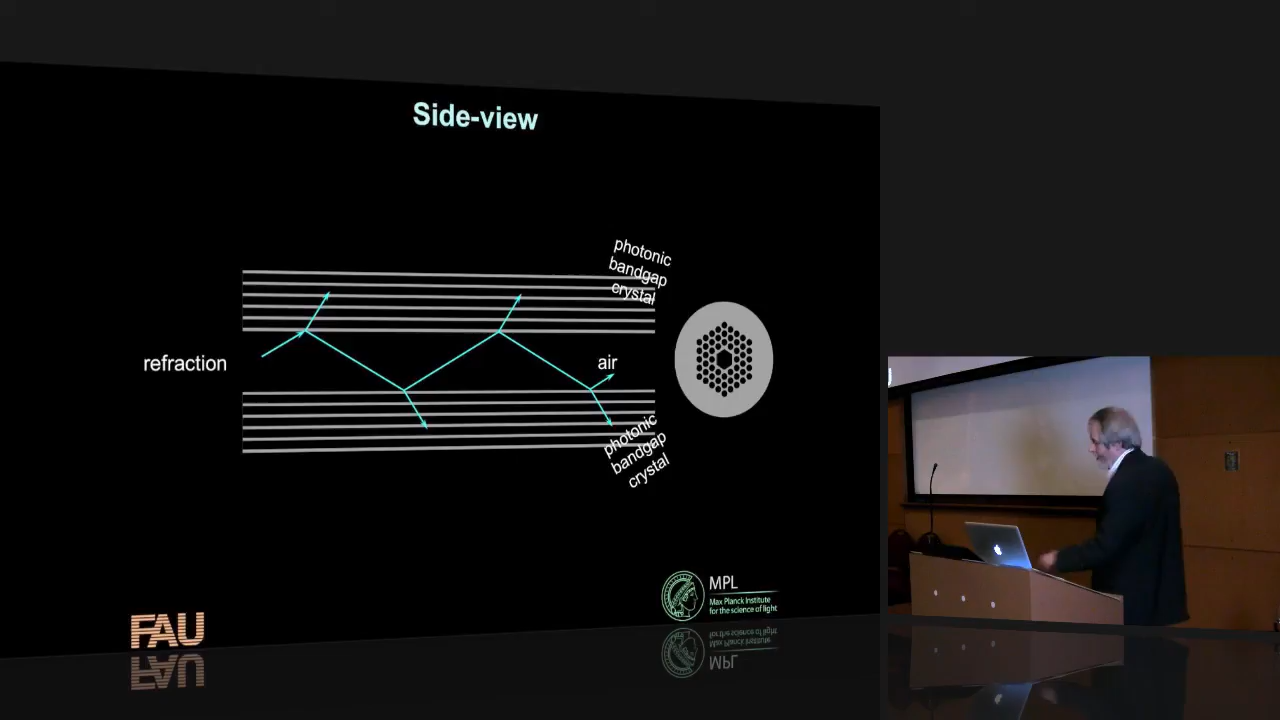 Side-view
photonic
bandgap
crystal
refraction
air
photonic
bandgap
crystal
FAU
MPL
Max Planck Institute
for the science of light